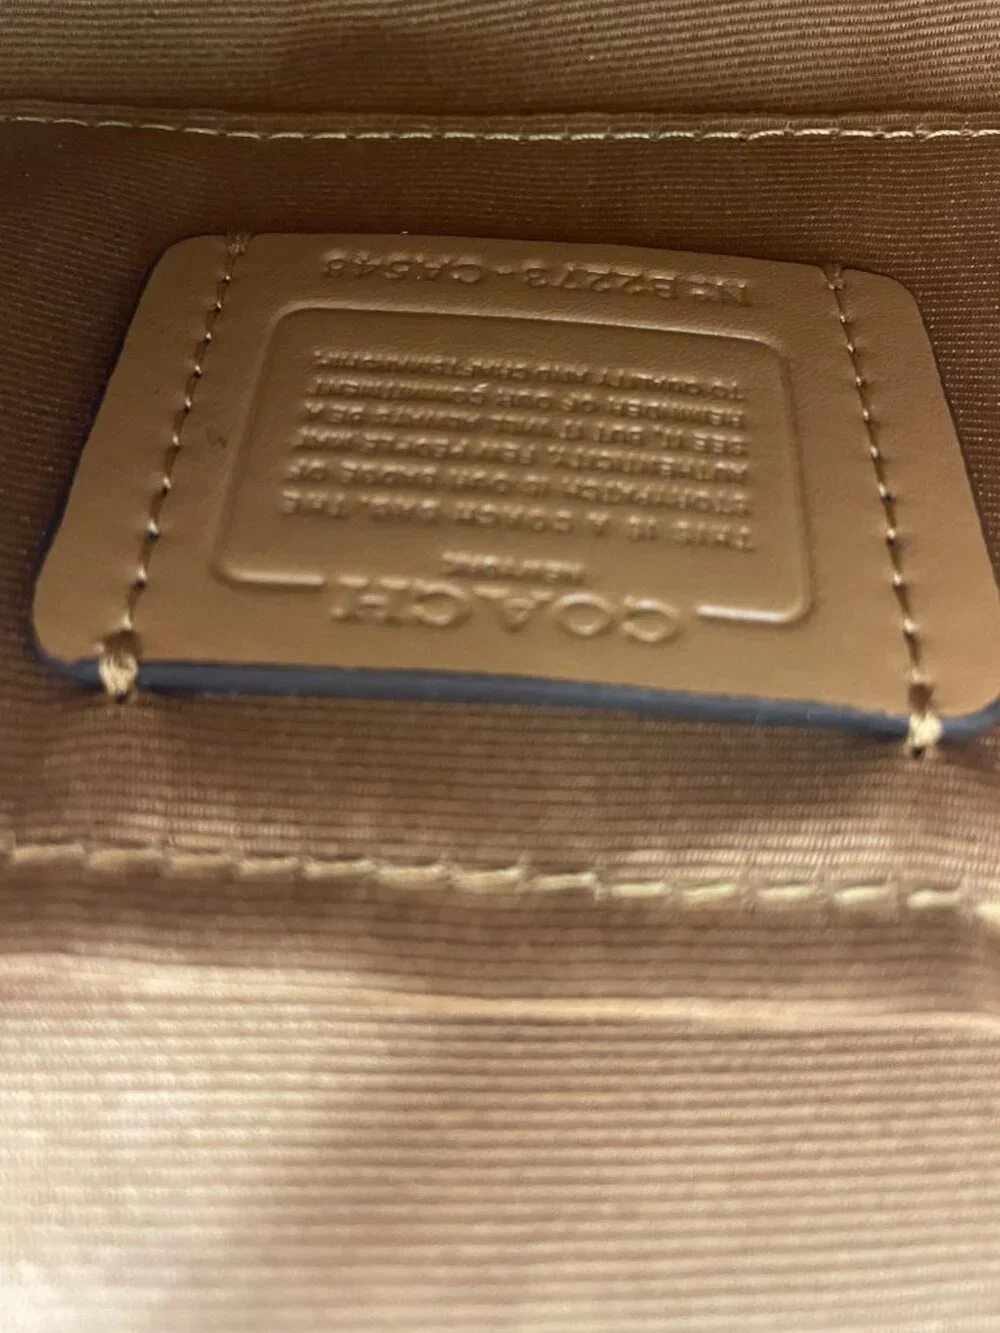 COACH
NEW YORK
THIS IS A COACH BAG. THE
STORYPATCH IS OUR BADGE OF
AUTHENTICITY. FEW PEOPLE MAY
SEE IT, BUT IT WILL ALWAYS BE A
REMINDER OF OUR COMMITMENT
TO QUALITY AND CRAFTSMANSHIP.
-CA548